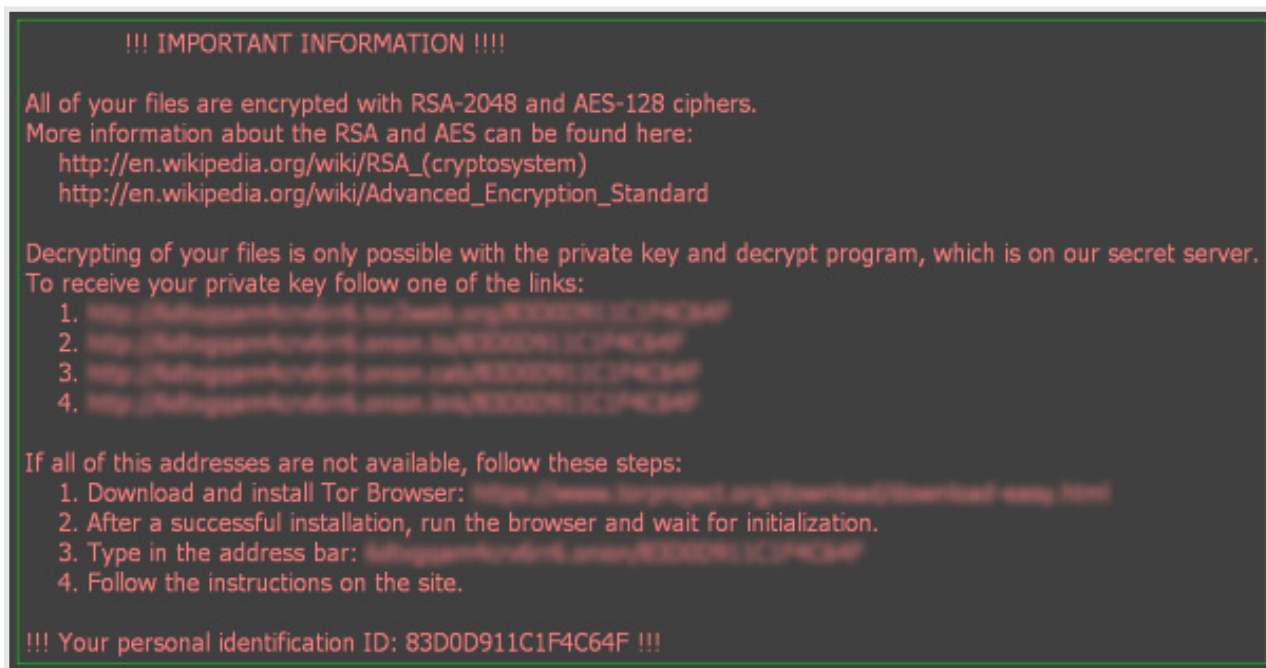 !!! IMPORTANT INFORMATION !!!!
All of your files are encrypted with RSA-2048 and AES-128 ciphers.
More information about the RSA and AES can be found here:
http://en.wikipedia.org/wiki/RSA_(cryptosystem)
http://en.wikipedia.org/wiki/Advanced_Encryption_Standard
Decrypting of your files is only possible with the private key and decrypt program, which is on our secret server.
To receive your private key follow one of the links:
1.
2.
3.
4.
If all of this addresses are not available, follow these steps:
1. Download and install Tor Browser:
2. After a successful installation, run the browser and wait for initialization.
3. Type in the address bar:
4. Follow the instructions on the site.
!!! Your personal identification ID: 83D0D911C1F4C64F !!!